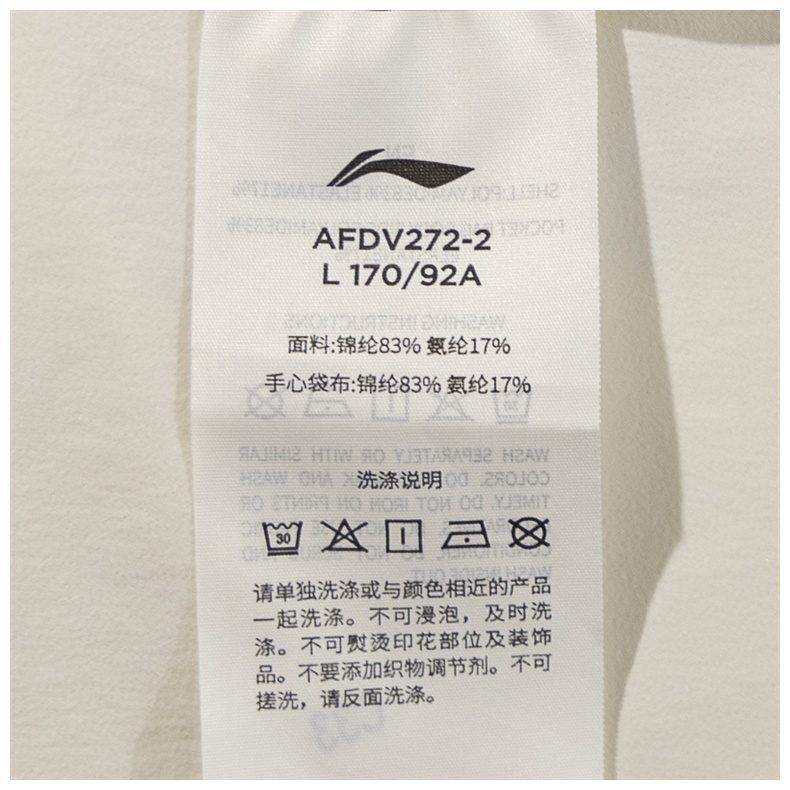 AFDV272-2
L 170/92A
面料:锦纶83% 氨纶17%
手心袋布:锦纶83% 氨纶17%
洗涤说明
30
请单独洗涤或与颜色相近的产品
一起洗涤。不可浸泡，及时洗
涤。不可熨烫印花部位及装饰
品。不要添加织物调节剂。不可
搓洗，请反面洗涤。